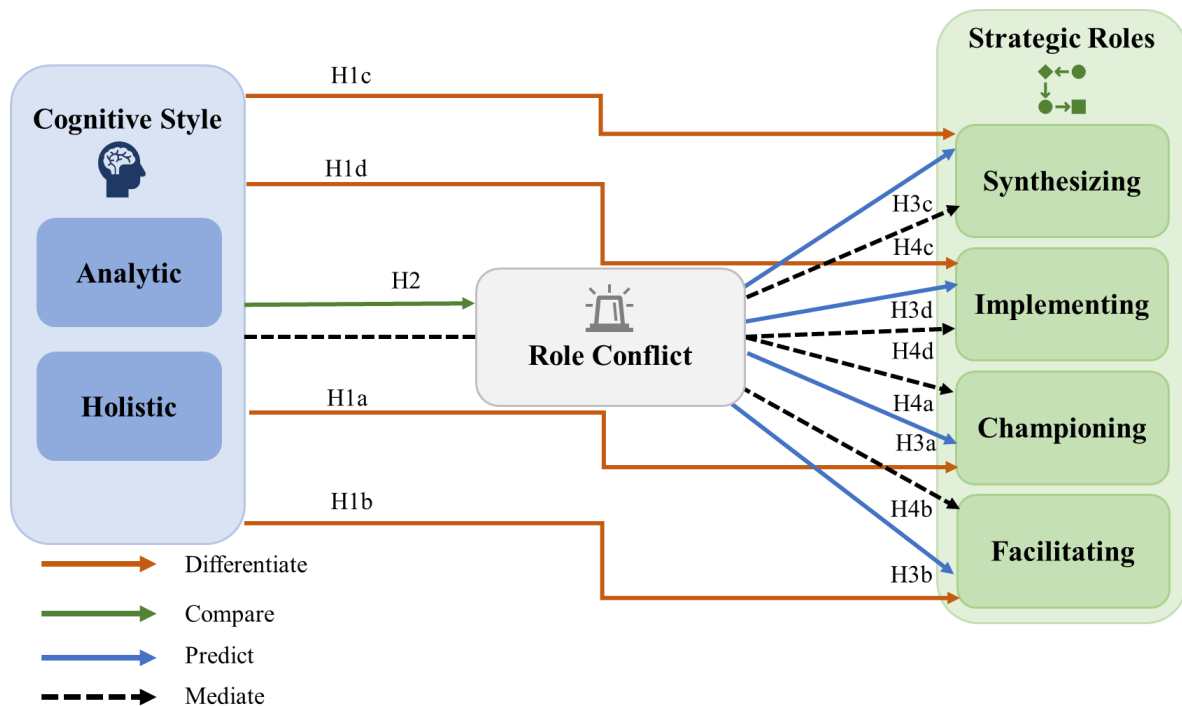 Cognitive Style
Analytic
Holistic
H1c
H1d
H2
H1a
H1b
Role Conflict
H3c
H4c
H3d
H4d
H4a
H3a
H4b
H3b
Strategic Roles
Synthesizing
Implementing
Championing
Facilitating
Differentiate
Compare
Predict
Mediate